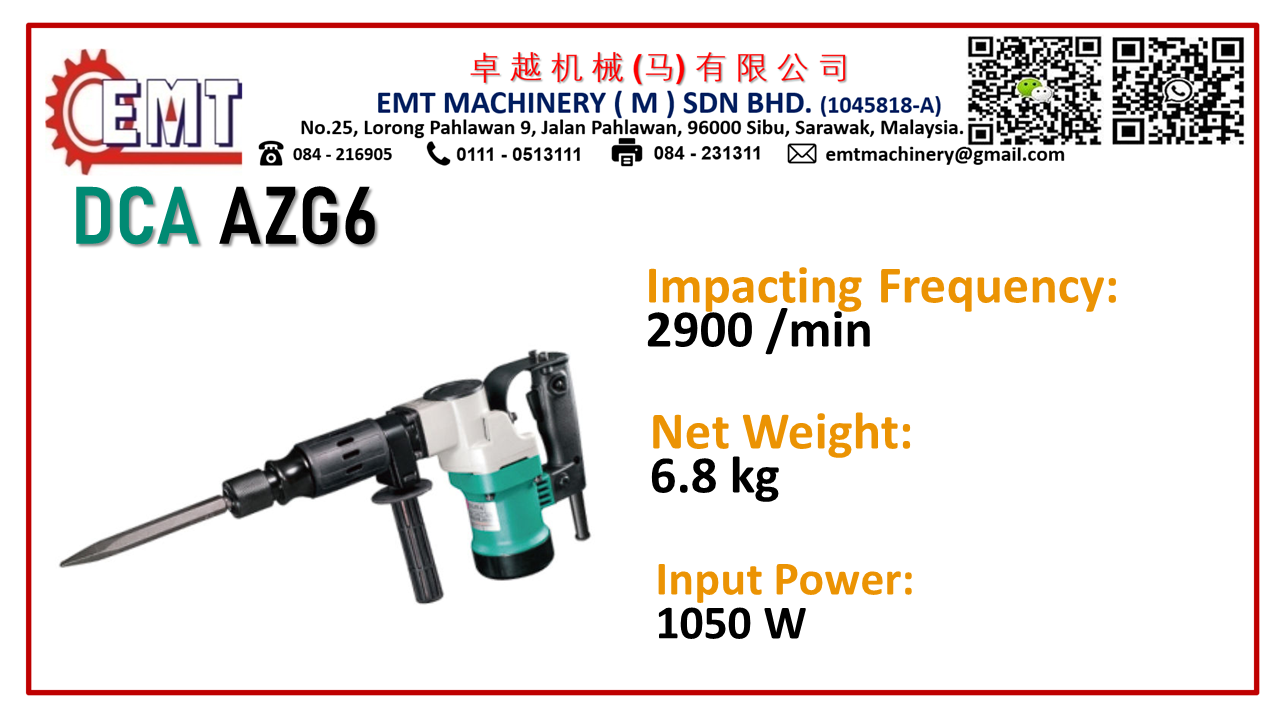 EMT
卓越机械(马)有限公司
EMT MACHINERY ( M ) SDN BHD. (1045818-A)
No.25, Lorong Pahlawan 9, Jalan Pahlawan, 96000 Sibu, Sarawak, Malaysia.
084 - 216905 0111 - 0513111 084 - 231311 emtmachinery@gmail.com
DCA AZG6
Impacting Frequency:
2900 /min
Net Weight:
6.8 kg
Input Power:
1050 W